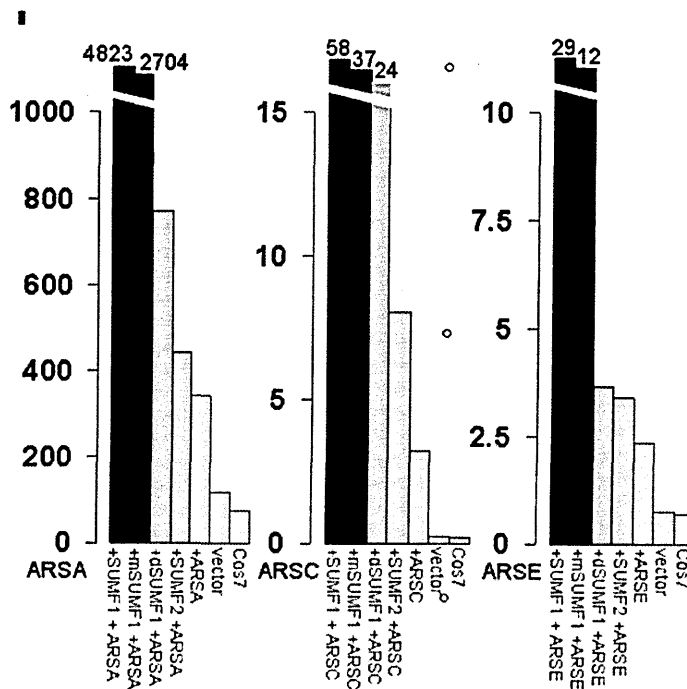 4823 2704
1000
800
600
400
200
0
ARSA
+SUMF1 + ARSA
+mSUMF1 +ARSA
+dSUMF1 +ARSA
+SUMF2 +ARSA
+ARSA
vector
Cos7
58 37 24
15
10
5
0
ARSC
+SUMF1 + ARSC
+mSUMF1 +ARSC
+dSUMF1 +ARSC
+SUMF2 +ARSC
+ARSC
vector
Cos7
29 12
10
7.5
5
2.5
0
ARSE
+SUMF1 + ARSE
+mSUMF1 +ARSE
+dSUMF1 +ARSE
+SUMF2 +ARSE
+ARSE
vector
Cos7